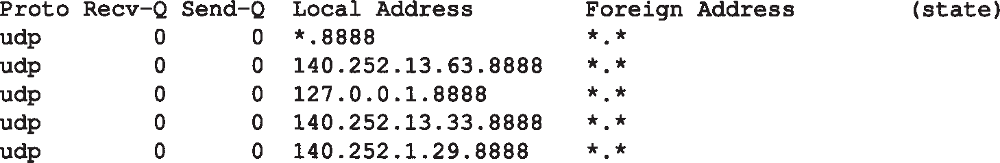 Proto Recv-Q Send-Q  Local Address          Foreign Address        (state)
udp        0      0  *.8888                 *.*
udp        0      0  140.252.13.63.8888     *.*
udp        0      0  127.0.0.1.8888         *.*
udp        0      0  140.252.13.33.8888     *.*
udp        0      0  140.252.1.29.8888      *.*